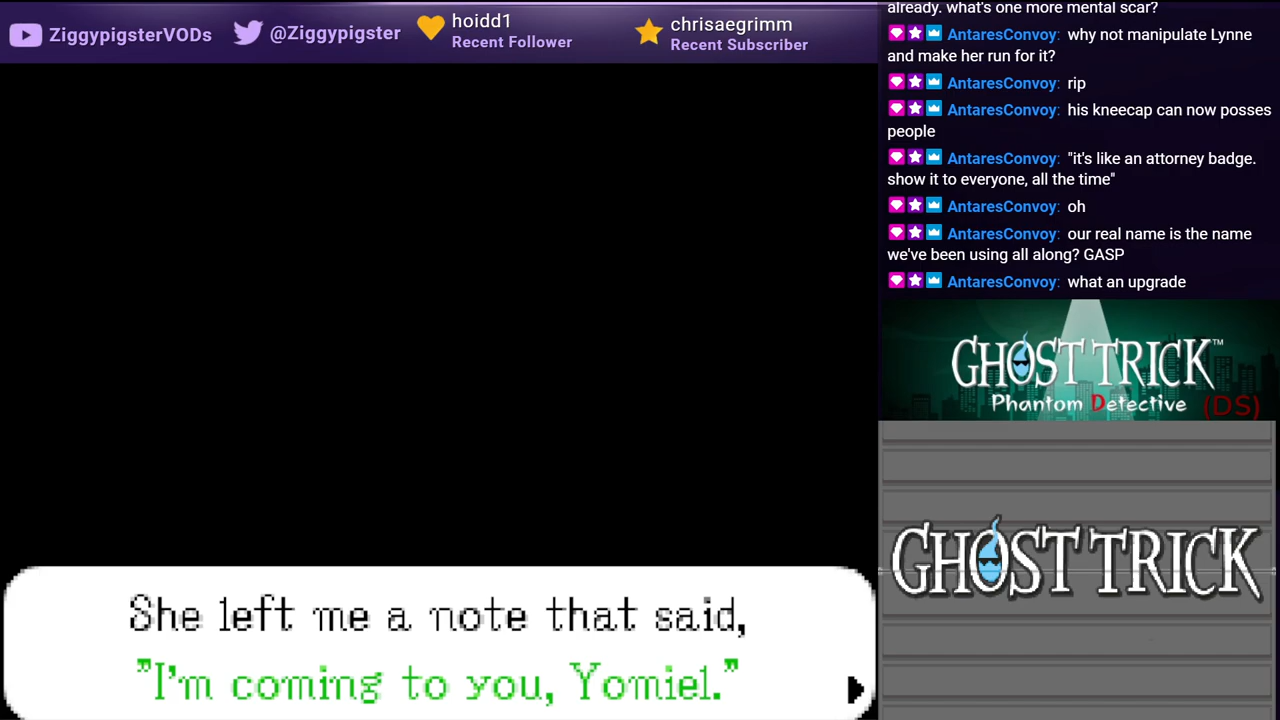 ZiggypigsterVODs
@Ziggypigster
hoidd1
Recent Follower
chrisaegrimm
Recent Subscriber
already. what's one more mental scar?
AntaresConvoy: why not manipulate Lynne
and make her run for it?
AntaresConvoy: rip
AntaresConvoy: his kneecap can now posses
people
AntaresConvoy: "it's like an attorney badge.
show it to everyone, all the time"
AntaresConvoy: oh
AntaresConvoy: our real name is the name
we've been using all along? GASP
AntaresConvoy: what an upgrade
GHOST TRICK™
Phantom Detective (DS)
GHOST TRICK
She left me a note that said,
"I'm coming to you, Yomiel."